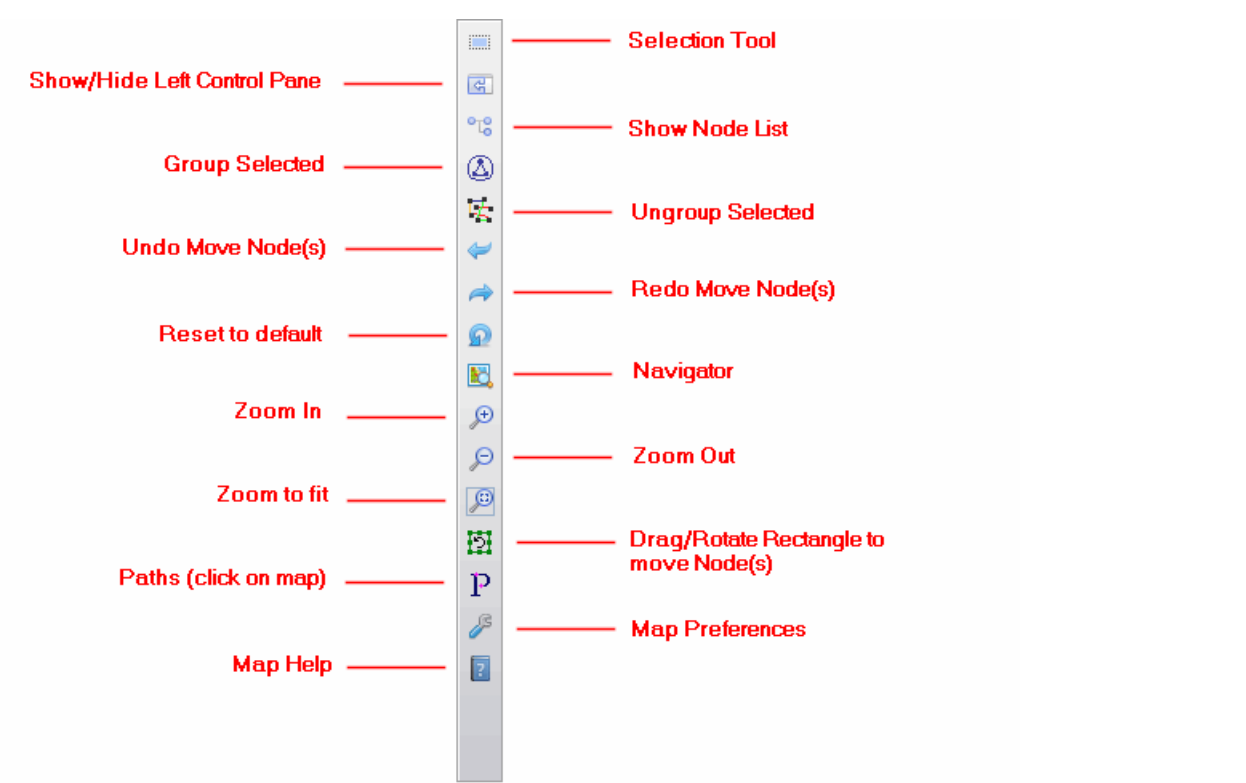 Selection Tool
Show/Hide Left Control Pane
Show Node List
Group Selected
Ungroup Selected
Undo Move Node(s)
Redo Move Node(s)
Reset to default
Navigator
Zoom In
Zoom Out
Zoom to fit
Drag/Rotate Rectangle to
move Node(s)
Paths (click on map)
P
Map Preferences
Map Help
?